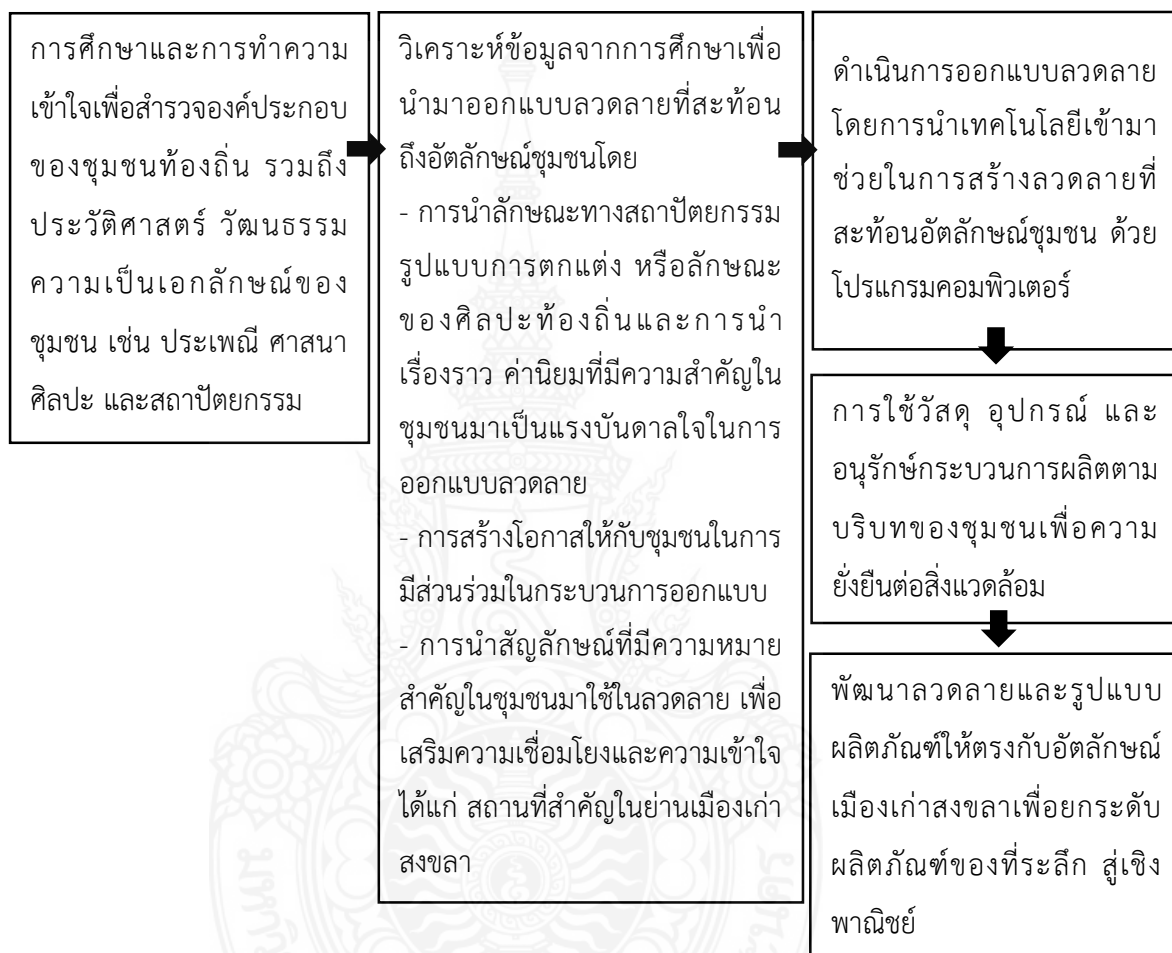 การศึกษาและการทำความ
เข้าใจเพื่อสำรวจองค์ประกอบ
ของชุมชนท้องถิ่น รวมถึง
ประวัติศาสตร์ วัฒนธรรม
ความเป็นเอกลักษณ์ของ
ชุมชน เช่น ประเพณี ศาสนา
ศิลปะ และสถาปัตยกรรม
วิเคราะห์ข้อมูลจากการศึกษาเพื่อ
นำมาออกแบบลวดลายที่สะท้อน
ถึงอัตลักษณ์ชุมชนโดย
- การนำลักษณะทางสถาปัตยกรรม
รูปแบบการตกแต่ง หรือลักษณะ
ของศิลปะท้องถิ่นและการนำ
เรื่องราว ค่านิยมที่มีความสำคัญใน
ชุมชนมาเป็นแรงบันดาลใจในการ
ออกแบบลวดลาย
- การสร้างโอกาสให้กับชุมชนในการ
มีส่วนร่วมในกระบวนการออกแบบ
- การนำสัญลักษณ์ที่มีความหมาย
สำคัญในชุมชนมาใช้ในลวดลาย เพื่อ
เสริมความเชื่อมโยงและความเข้าใจ
ได้แก่ สถานที่สำคัญในย่านเมืองเก่า
สงขลา
ดำเนินการออกแบบลวดลาย
โดยการนำเทคโนโลยีเข้ามา
ช่วยในการสร้างลวดลายที่
สะท้อนอัตลักษณ์ชุมชน ด้วย
โปรแกรมคอมพิวเตอร์
การใช้วัสดุ อุปกรณ์ และ
อนุรักษ์กระบวนการผลิตตาม
บริบทของชุมชนเพื่อความ
ยั่งยืนต่อสิ่งแวดล้อม
พัฒนาลวดลายและรูปแบบ
ผลิตภัณฑ์ให้ตรงกับอัตลักษณ์
เมืองเก่าสงขลาเพื่อยกระดับ
ผลิตภัณฑ์ของที่ระลึก สู่เชิง
พาณิชย์